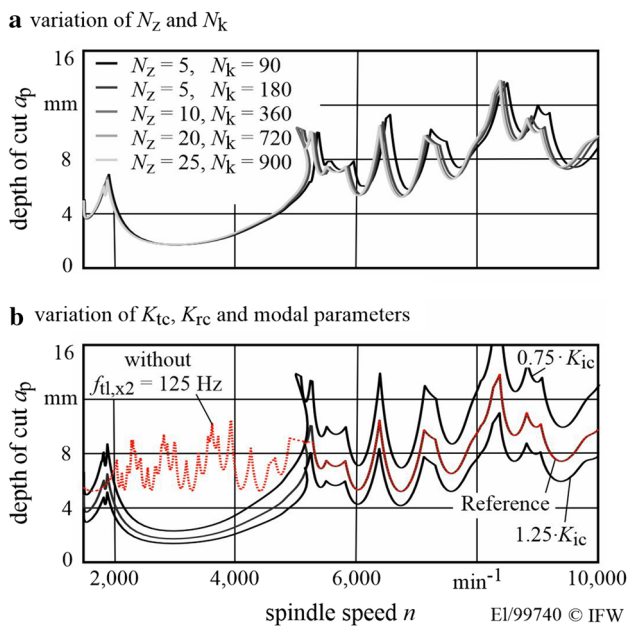 a variation of Nz and Nk
16
mm
8
4
0
depth of cut ap
Nz = 5, Nk = 90
Nz = 5, Nk = 180
Nz = 10, Nk = 360
Nz = 20, Nk = 720
Nz = 25, Nk = 900
b variation of Ktc, Krc and modal parameters
16
mm
8
4
0
depth of cut ap
without
ftl,x2 = 125 Hz
0.75·Kic
Reference
1.25·Kic
2,000 4,000 6,000 min-1 10,000
spindle speed n
El/99740 © IFW